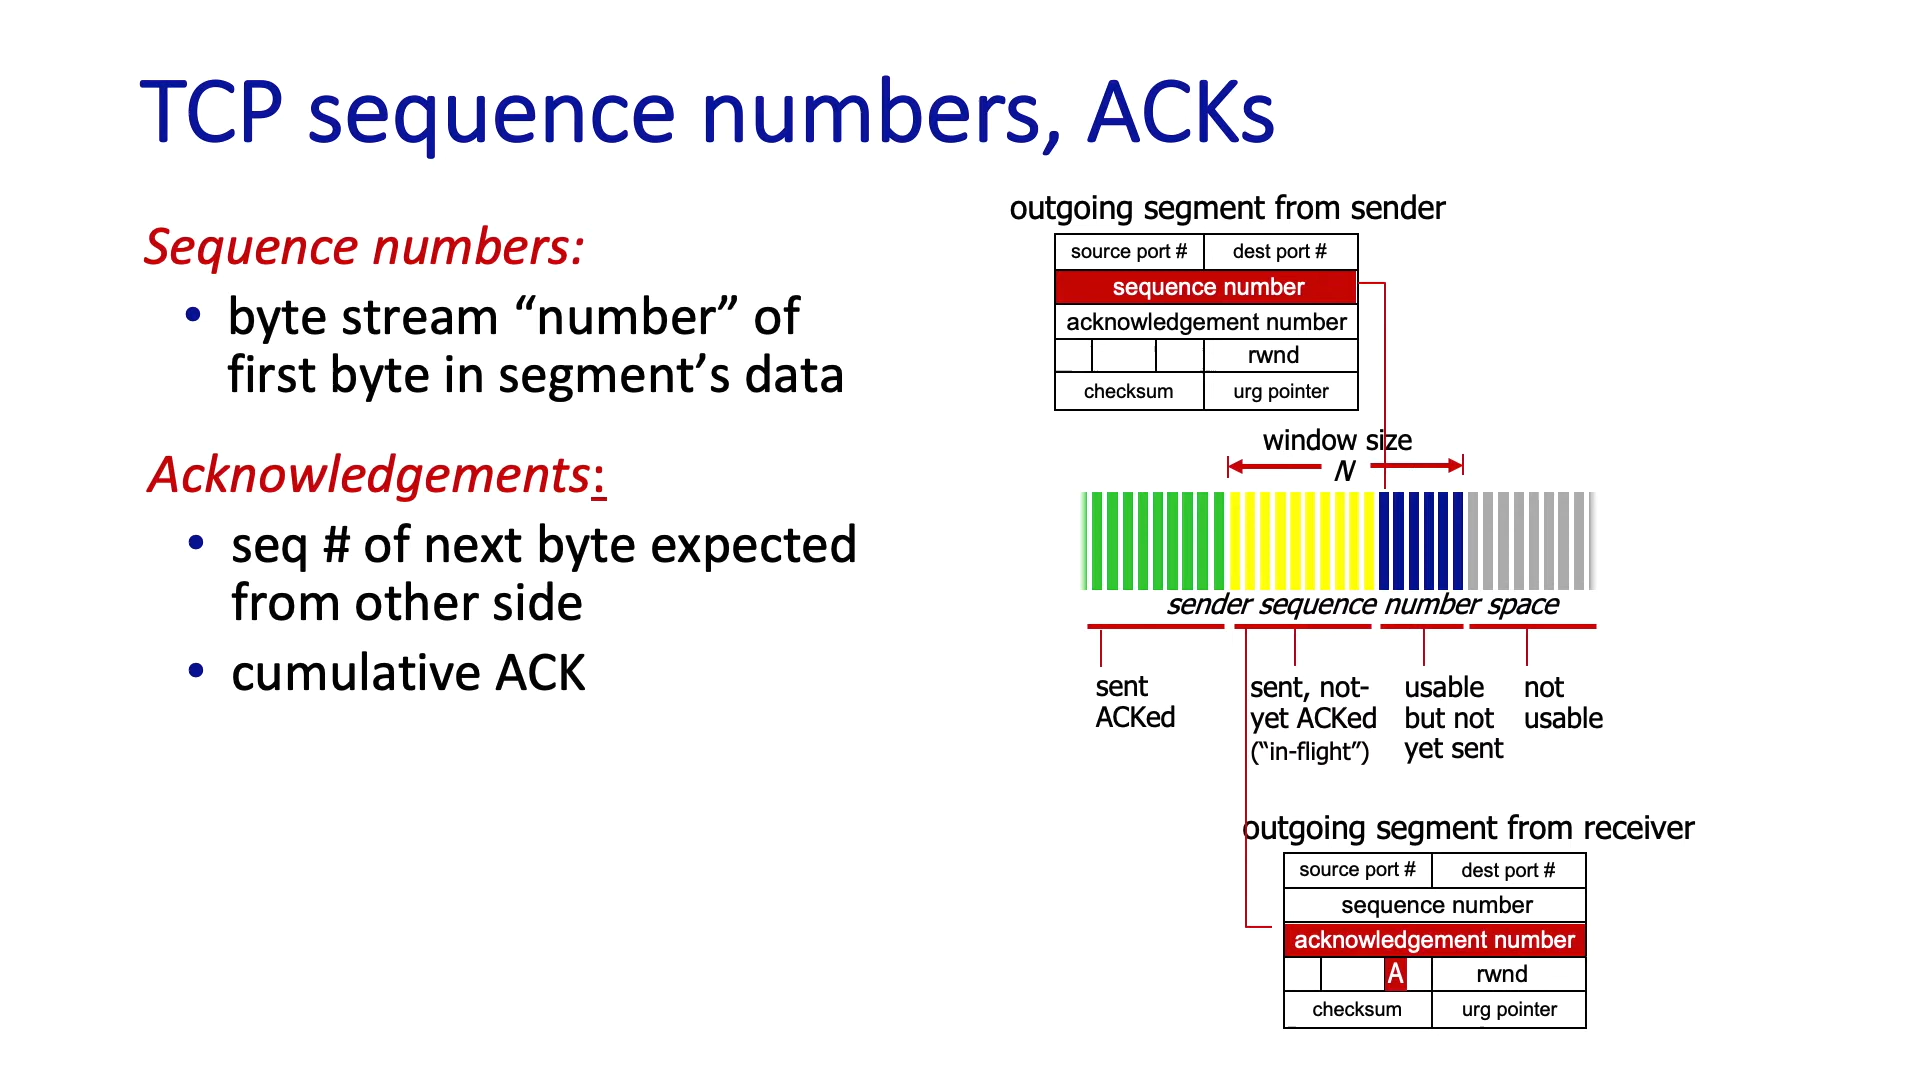 TCP sequence numbers, ACKs
Sequence numbers:
• byte stream “number” of
first byte in segment’s data
Acknowledgements:
• seq # of next byte expected
from other side
• cumulative ACK
outgoing segment from sender
source port # dest port #
sequence number
acknowledgement number
rwnd
checksum urg pointer
window size
N
sender sequence number space
sent
ACKed
sent, not-
yet ACKed
(“in-flight”)
usable
but not
yet sent
not
usable
outgoing segment from receiver
source port # dest port #
sequence number
acknowledgement number
A rwnd
checksum urg pointer